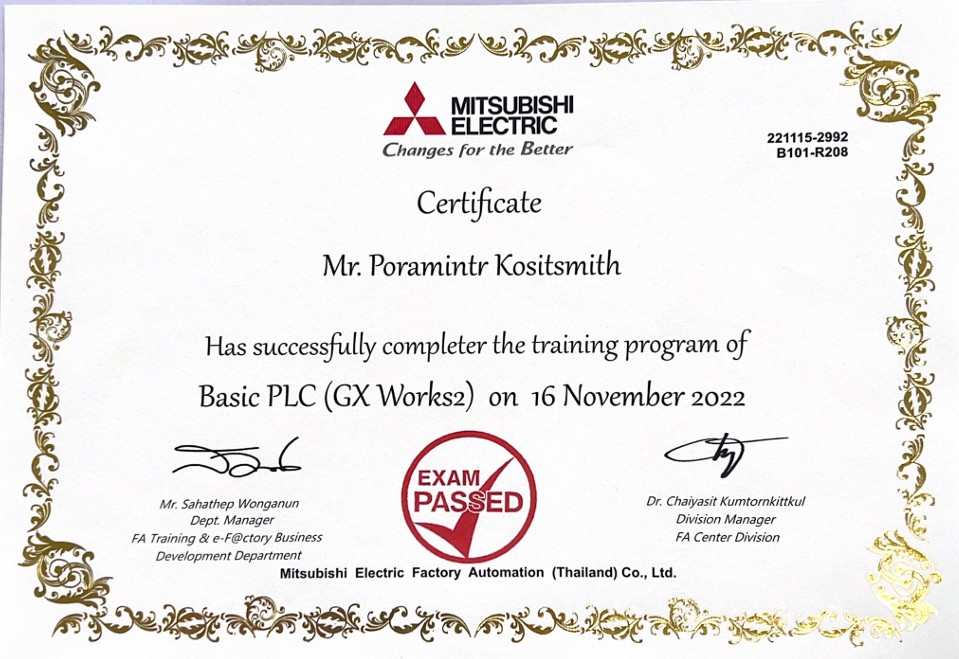 MITSUBISHI
ELECTRIC
Changes for the Better
221115-2992
B101-R208
Certificate
Mr. Poramintr Kositsmith
Has successfully completer the training program of
Basic PLC (GX Works2) on 16 November 2022
EXAM
PASSED
Mr. Sahathep Wonganun
Dept. Manager
FA Training & e-F@ctory Business
Development Department
Dr. Chaiyasit Kumtornkittkul
Division Manager
FA Center Division
Mitsubishi Electric Factory Automation (Thailand) Co., Ltd.